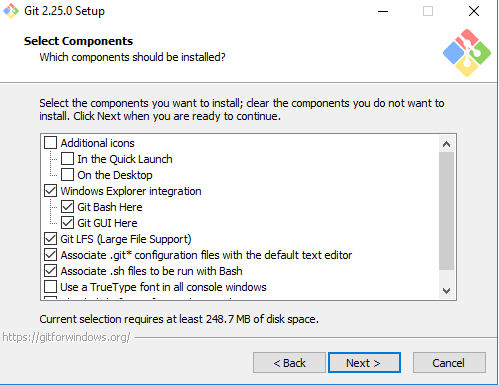 Git 2.25.0 Setup
Select Components
Which components should be installed?
Select the components you want to install; clear the components you do not want to
install. Click Next when you are ready to continue.
Additional icons
In the Quick Launch
On the Desktop
Windows Explorer integration
Git Bash Here
Git GUI Here
Git LFS (Large File Support)
Associate .git* configuration files with the default text editor
Associate .sh files to be run with Bash
Use a TrueType font in all console windows
Current selection requires at least 248.7 MB of disk space.
https://gitforwindows.org/
< Back
Next >
Cancel